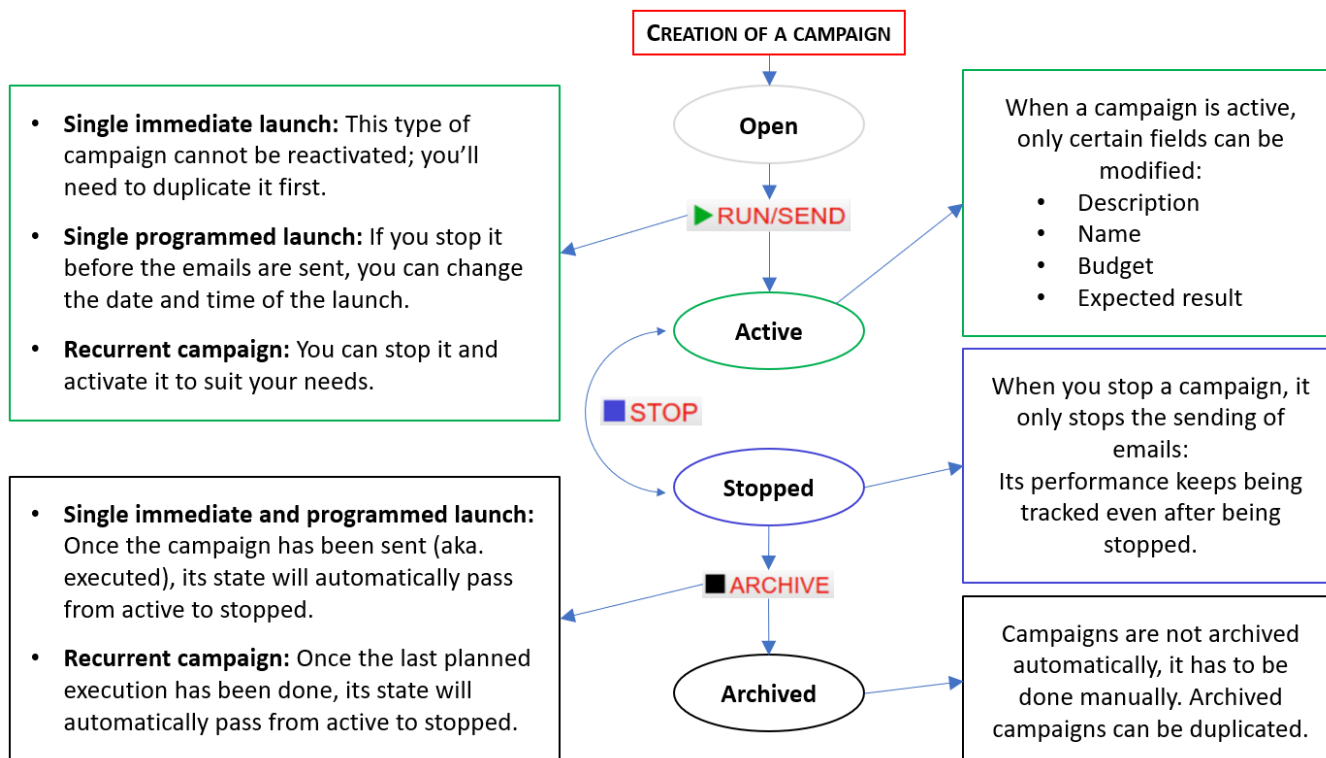 CREATION OF A CAMPAIGN
Open
RUN/SEND
Active
STOP
Stopped
ARCHIVE
Archived
• Single immediate launch: This type of
campaign cannot be reactivated; you’ll
need to duplicate it first.
• Single programmed launch: If you stop it
before the emails are sent, you can change
the date and time of the launch.
• Recurrent campaign: You can stop it and
activate it to suit your needs.
When a campaign is active,
only certain fields can be
modified:
• Description
• Name
• Budget
• Expected result
When you stop a campaign, it
only stops the sending of
emails:
Its performance keeps being
tracked even after being
stopped.
• Single immediate and programmed launch:
Once the campaign has been sent (aka.
executed), its state will automatically pass
from active to stopped.
• Recurrent campaign: Once the last planned
execution has been done, its state will
automatically pass from active to stopped.
Campaigns are not archived
automatically, it has to be
done manually. Archived
campaigns can be duplicated.